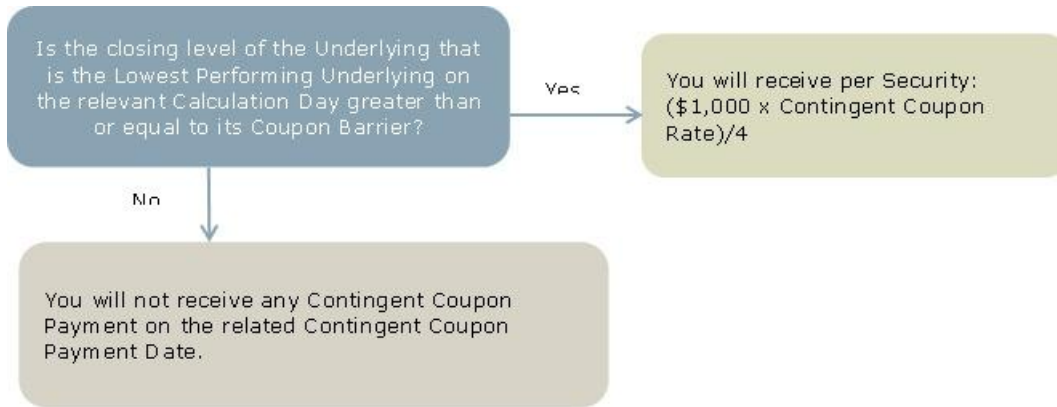 Is the closing level of the Underlying that
is the Lowest Performing Underlying on
the relevant Calculation Day greater than
or equal to its Coupon Barrier?
Yes
You will receive per Security:
($1,000 x Contingent Coupon
Rate)/4
No
You will not receive any Contingent Coupon
Payment on the related Contingent Coupon
Payment Date.